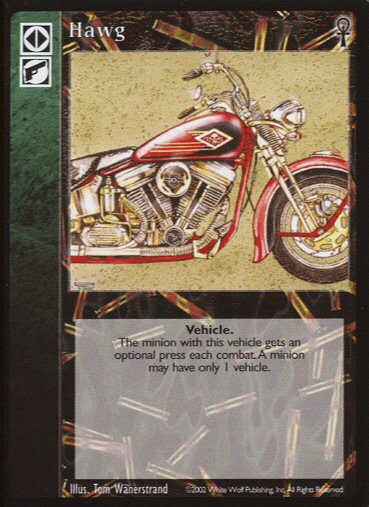 Hawg
Vehicle.
The minion with this vehicle gets an
optional press each combat. A minion
may have only 1 vehicle.
Illus. Tom Wänerstrand
©2002 White Wolf Publishing, Inc. All Rights Reserved.